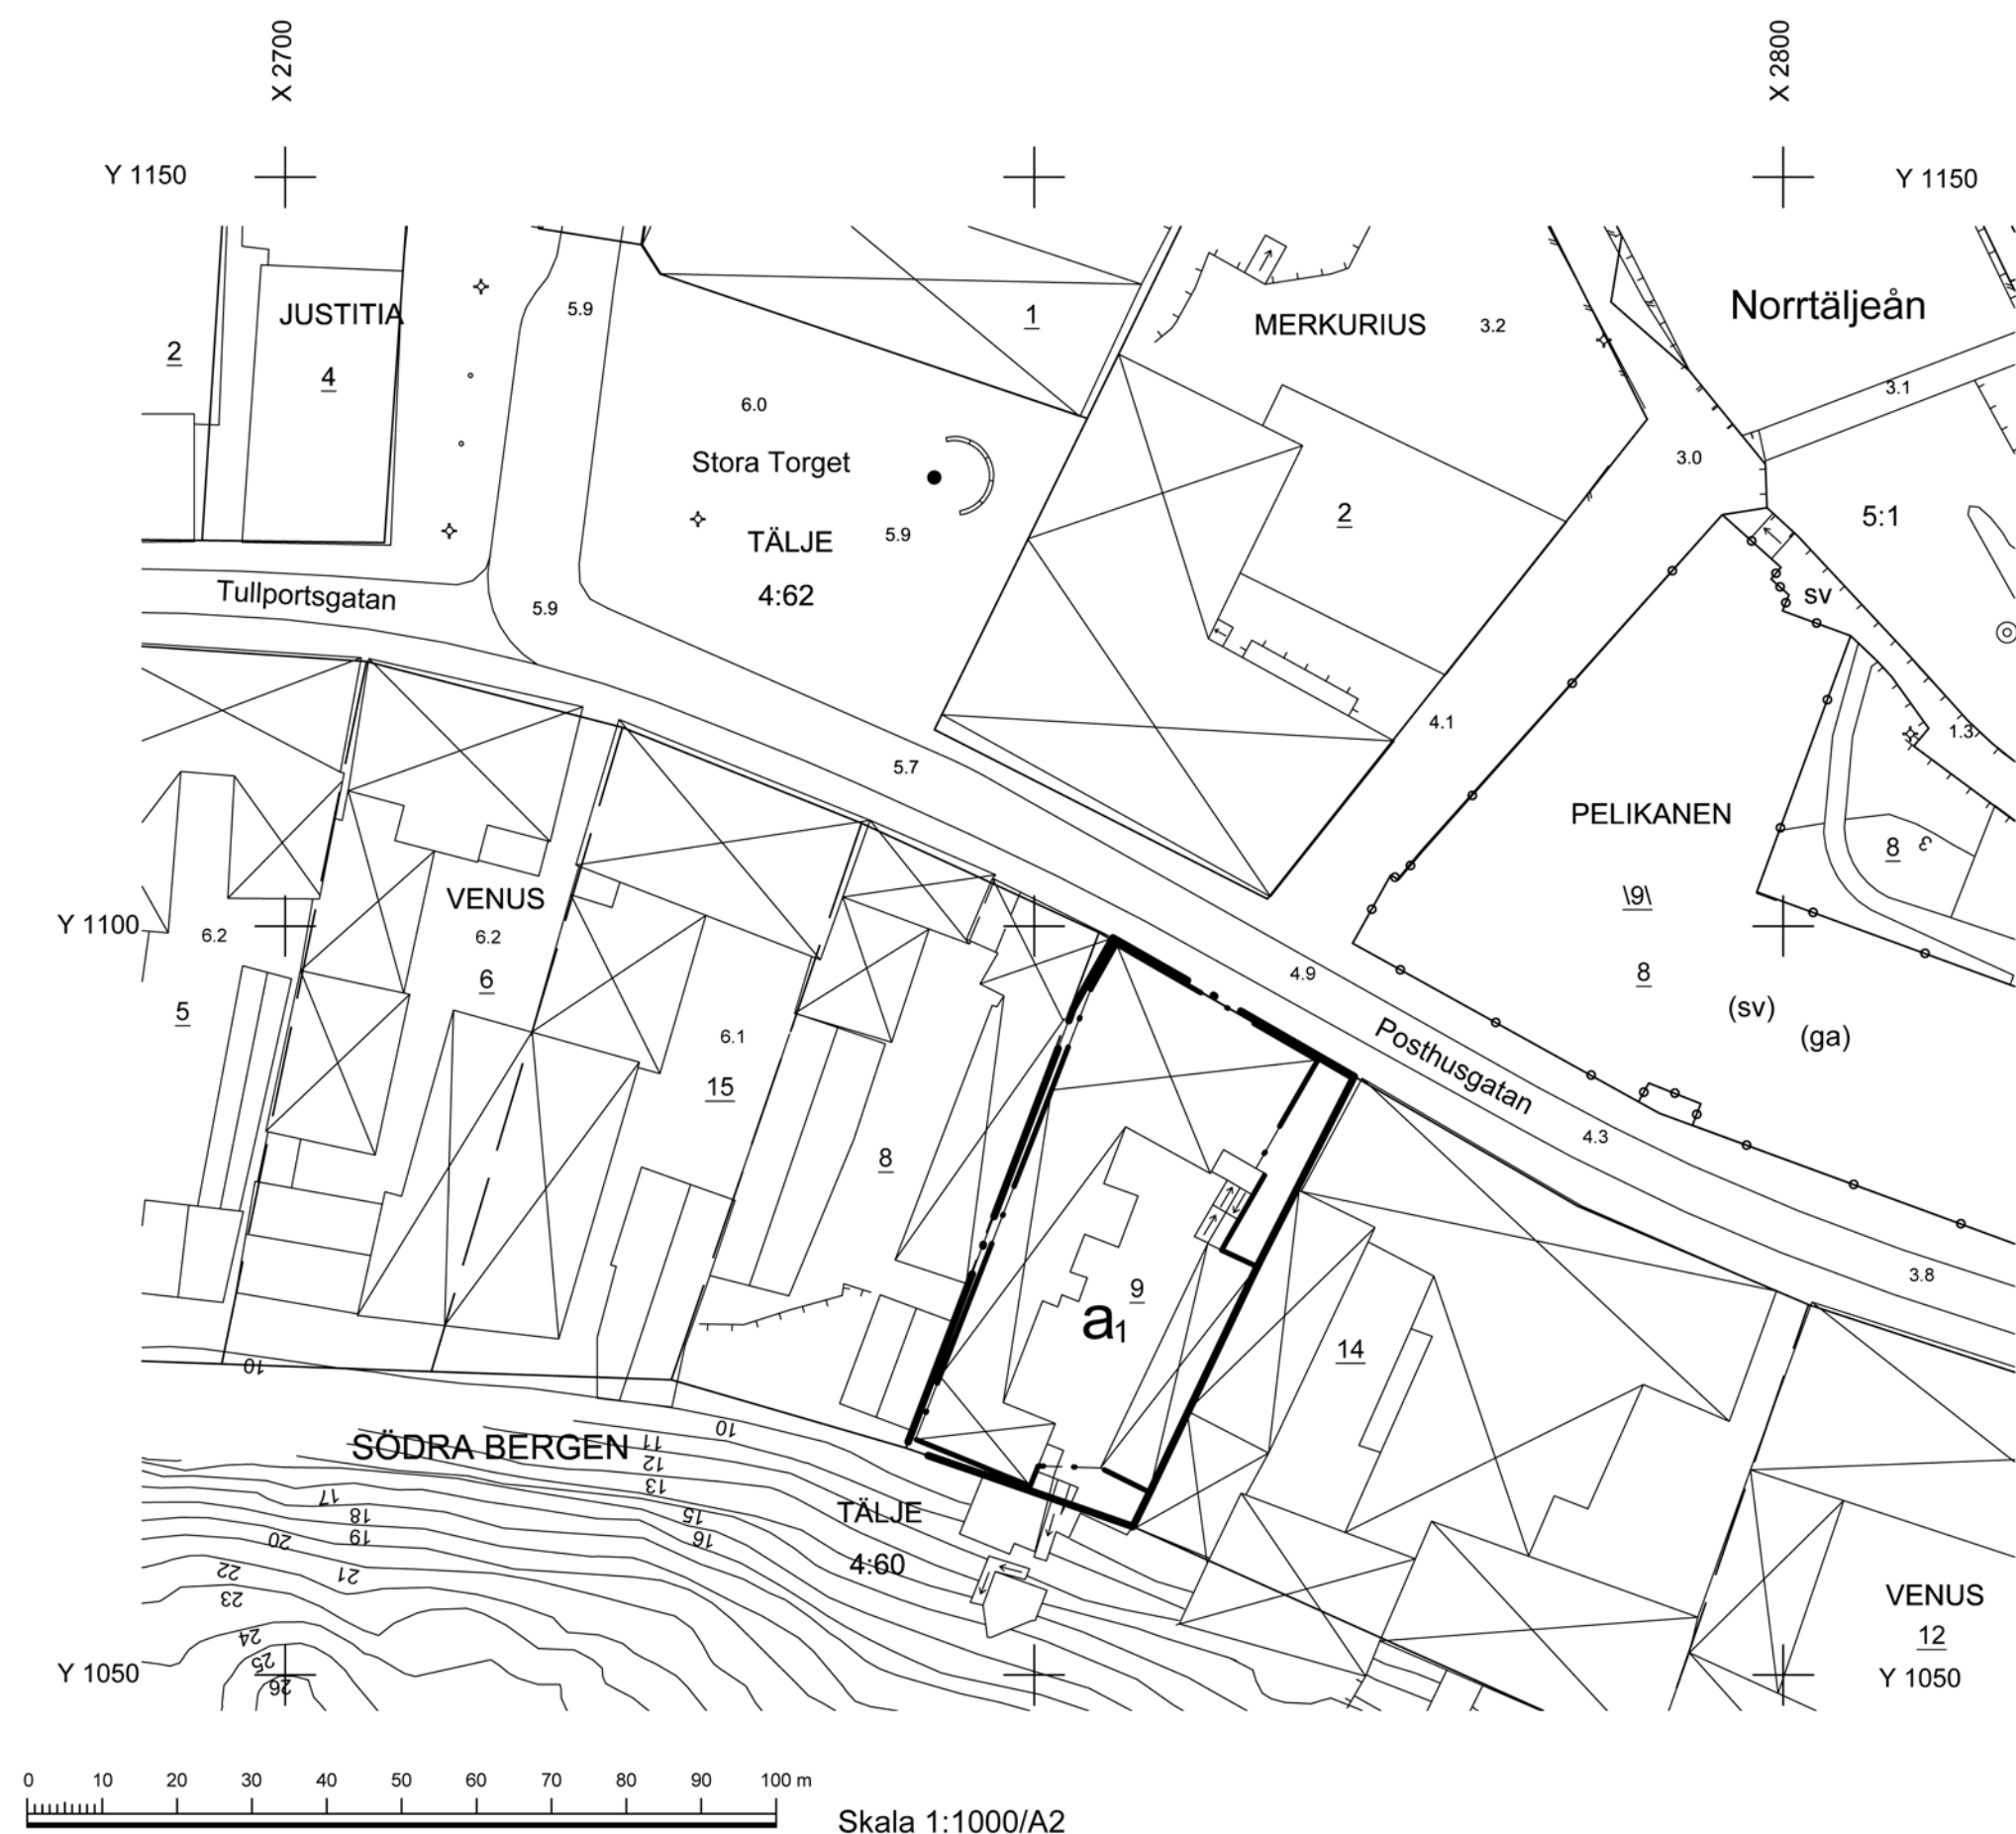 X 2700
X 2800
Y 1150
Y 1150
JUSTITIA
5.9
1
MERKURIUS
3.2
Norrtäljeån
2
4
6.0
3.1
Stora Torget
3.0
2
5:1
TÄLJE
5.9
4:62
Tullportsgatan
5.9
sv
4.1
1.3
5.7
PELIKANEN
8
3
VENUS
\9\
Y 1100
6.2
6.2
6
4.9
8
5
(sv)
6.1
Posthusgatan
(ga)
15
4.3
8
3.8
9
a1
14
10
10
SÖDRA BERGEN
11
12
13
17
18
15
TÄLJE
19
20
16
4:60
22
21
23
VENUS
24
12
25
Y 1050
Y 1050
26
0 10 20 30 40 50 60 70 80 90 100 m
Skala 1:1000/A2